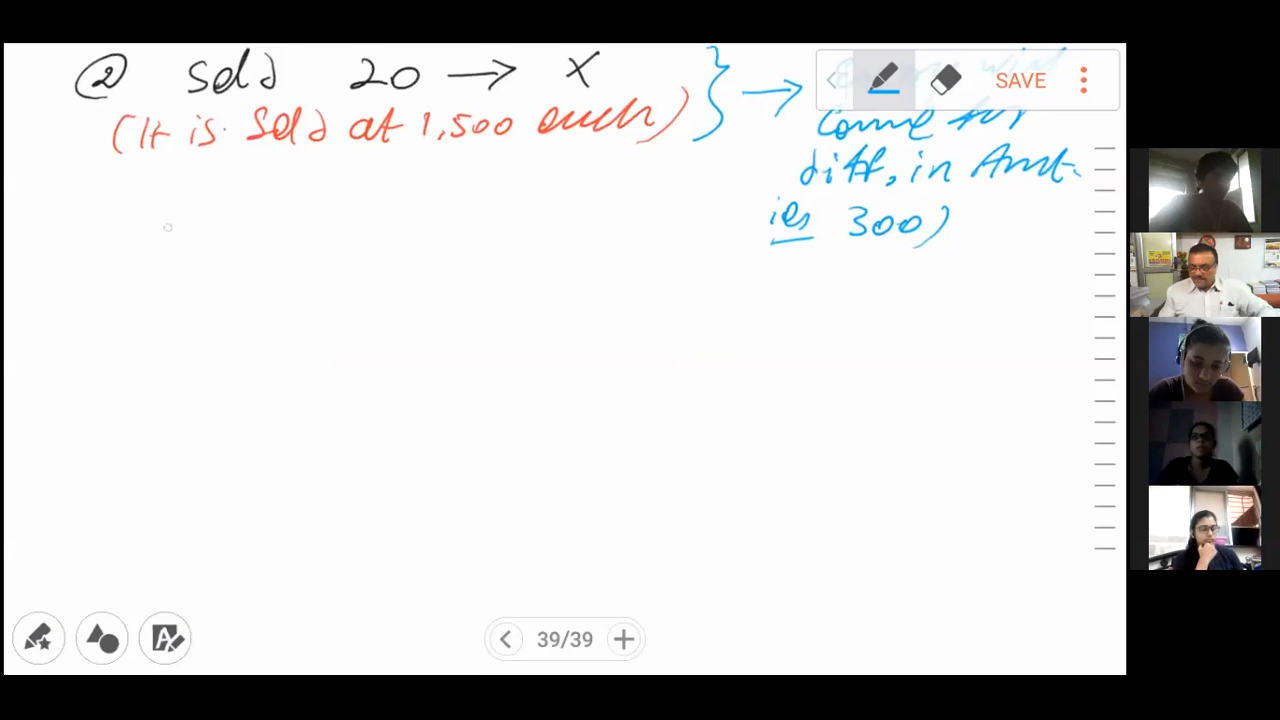 ② Sold 20 → X
(It is sold at 1,500 each) } →
SAVE
come for
diff, in Amt.
ies 300)
39/39